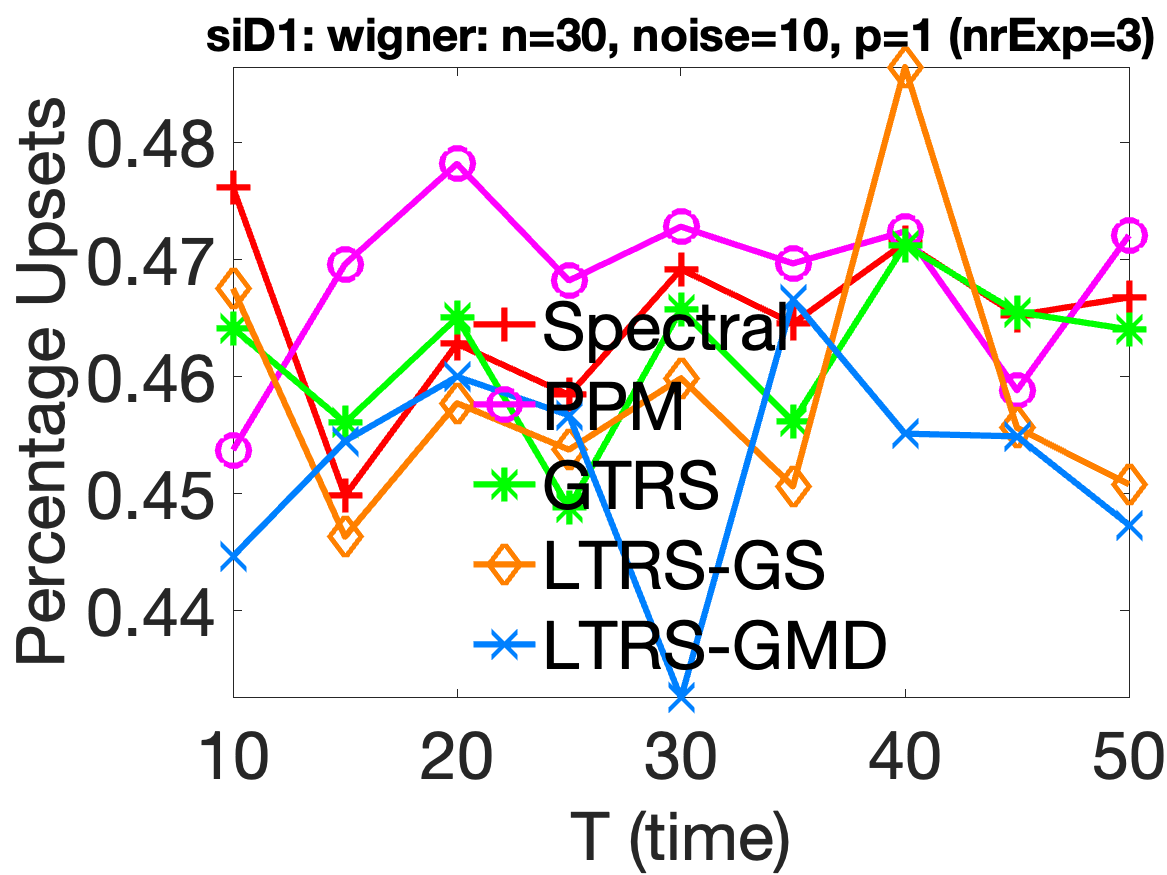 siD1: wigner: n=30, noise=10, p=1 (nrExp=3)
Percentage Upsets
0.48
0.47
0.46
0.45
0.44
Spectral
PPM
GTRS
LTRS-GS
LTRS-GMD
10 20 30 40 50
T (time)